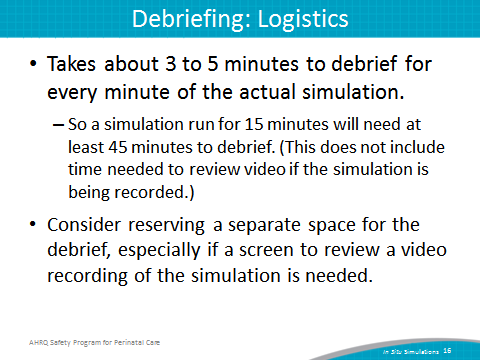 Debriefing: Logistics
• Takes about 3 to 5 minutes to debrief for
every minute of the actual simulation.
– So a simulation run for 15 minutes will need at
least 45 minutes to debrief. (This does not include
time needed to review video if the simulation is
being recorded.)
• Consider reserving a separate space for the
debrief, especially if a screen to review a video
recording of the simulation is needed.
AHRQ Safety Program for Perinatal Care
In Situ Simulations 16